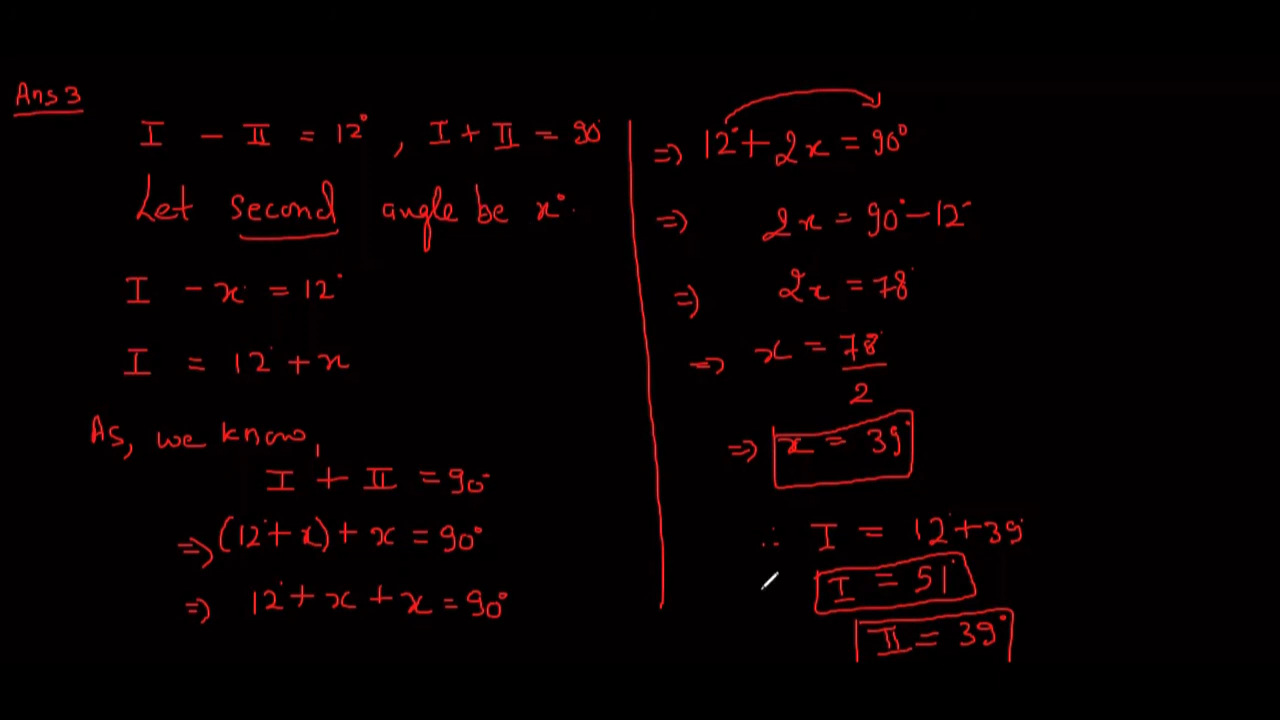 Ans 3
I - II = 12°, I + II = 90°
Let second angle be x°.
I - x = 12°
I = 12° + x
As, we know,
I + II = 90°
=> (12° + x) + x = 90°
=> 12° + x + x = 90°
=> 12° + 2x = 90°
=> 2x = 90° - 12°
=> 2x = 78°
=> x = 78°/2
=> x = 39°
∴ I = 12° + 39°
I = 51°
II = 39°